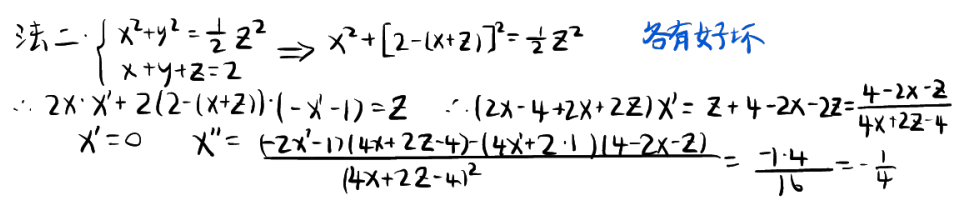 法二. { x²+y²=½z² ⟹ x²+[2-(x+z)]²=½z² 各有好坏
x+y+z=2
∴ 2x·x'+2(2-(x+z))·(-x'-1)=z ∴(2x-4+2x+2z)x'=z+4-2x-2z=(4-2x-z)/(4x+2z-4)
x'=0 x''=((-2x'-1)(4x+2z-4)-(4x'+2·1)(4-2x-z))/(4x+2z-4)²=(-1·4)/16=-1/4